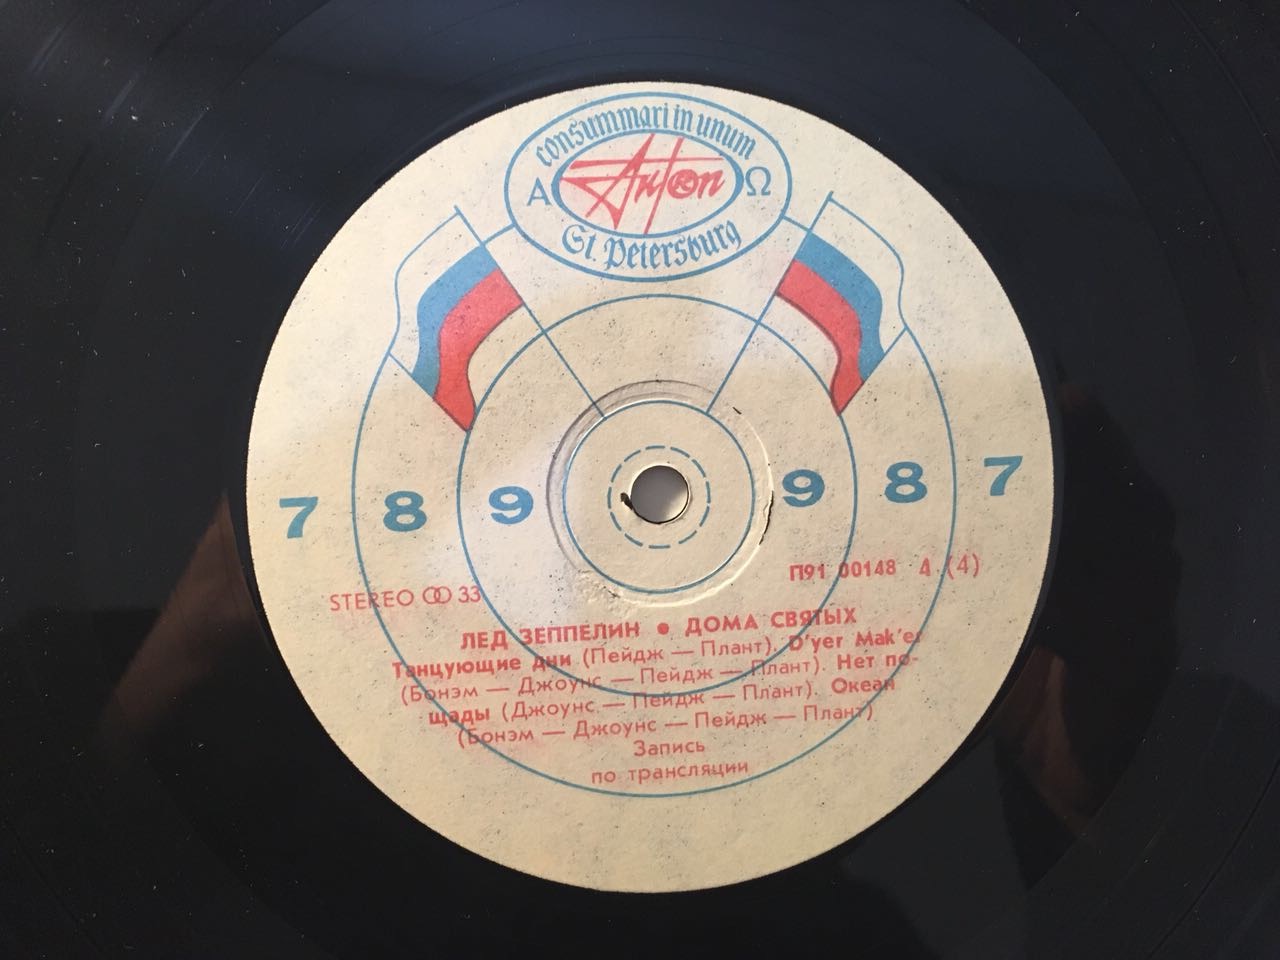 consummari in unum
А Антоп Ω
St. Petersburg
7 8 9 9 8 7
STEREO 33
П91 00148 4 (4)
ЛЕД ЗЕППЕЛИН • ДОМА СВЯТЫХ
Танцующие дни (Пейдж — Плант). D'yer Mak'er
(Бонэм — Джоунс — Пейдж — Плант). Нет по-
щады (Джоунс — Пейдж — Плант). Океан
(Бонэм — Джоунс — Пейдж — Плант)
Запись
по трансляции